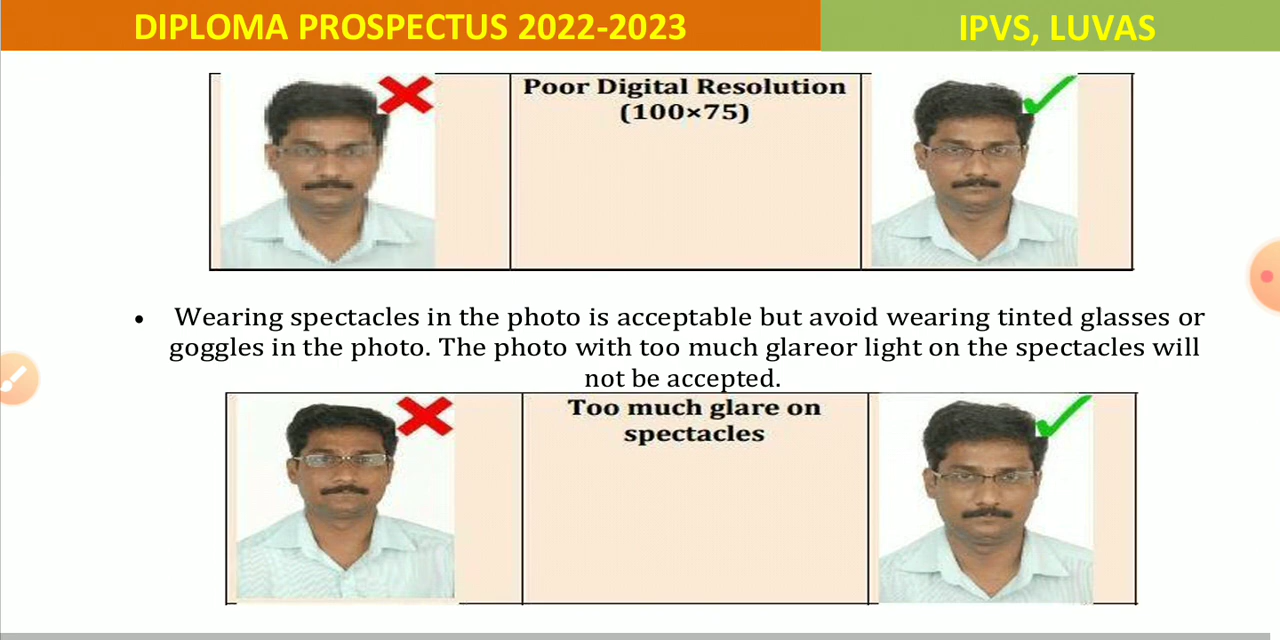 DIPLOMA PROSPECTUS 2022-2023
IPVS, LUVAS
Poor Digital Resolution
(100×75)
• Wearing spectacles in the photo is acceptable but avoid wearing tinted glasses or
goggles in the photo. The photo with too much glareor light on the spectacles will
not be accepted.
Too much glare on
spectacles